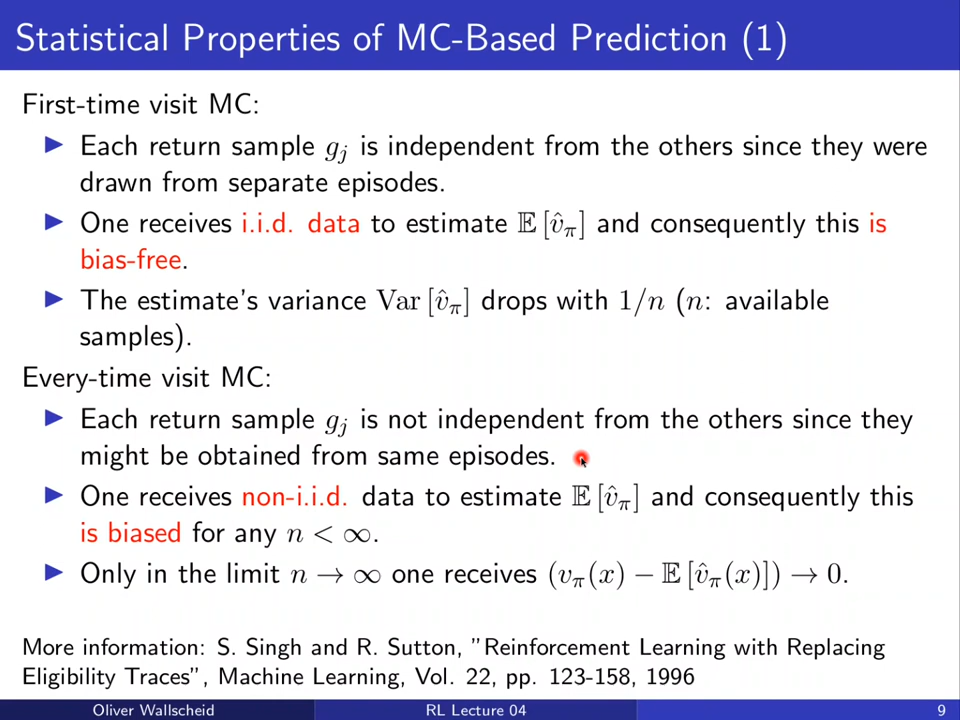 Statistical Properties of MC-Based Prediction (1)
First-time visit MC:
▶ Each return sample g_j is independent from the others since they were
drawn from separate episodes.
▶ One receives i.i.d. data to estimate 𝔼[v̂_π] and consequently this is
bias-free.
▶ The estimate's variance Var[v̂_π] drops with 1/n (n: available
samples).
Every-time visit MC:
▶ Each return sample g_j is not independent from the others since they
might be obtained from same episodes.
▶ One receives non-i.i.d. data to estimate 𝔼[v̂_π] and consequently this
is biased for any n < ∞.
▶ Only in the limit n → ∞ one receives (v_π(x) − 𝔼[v̂_π(x)]) → 0.
More information: S. Singh and R. Sutton, "Reinforcement Learning with Replacing
Eligibility Traces", Machine Learning, Vol. 22, pp. 123-158, 1996
Oliver Wallscheid RL Lecture 04 9